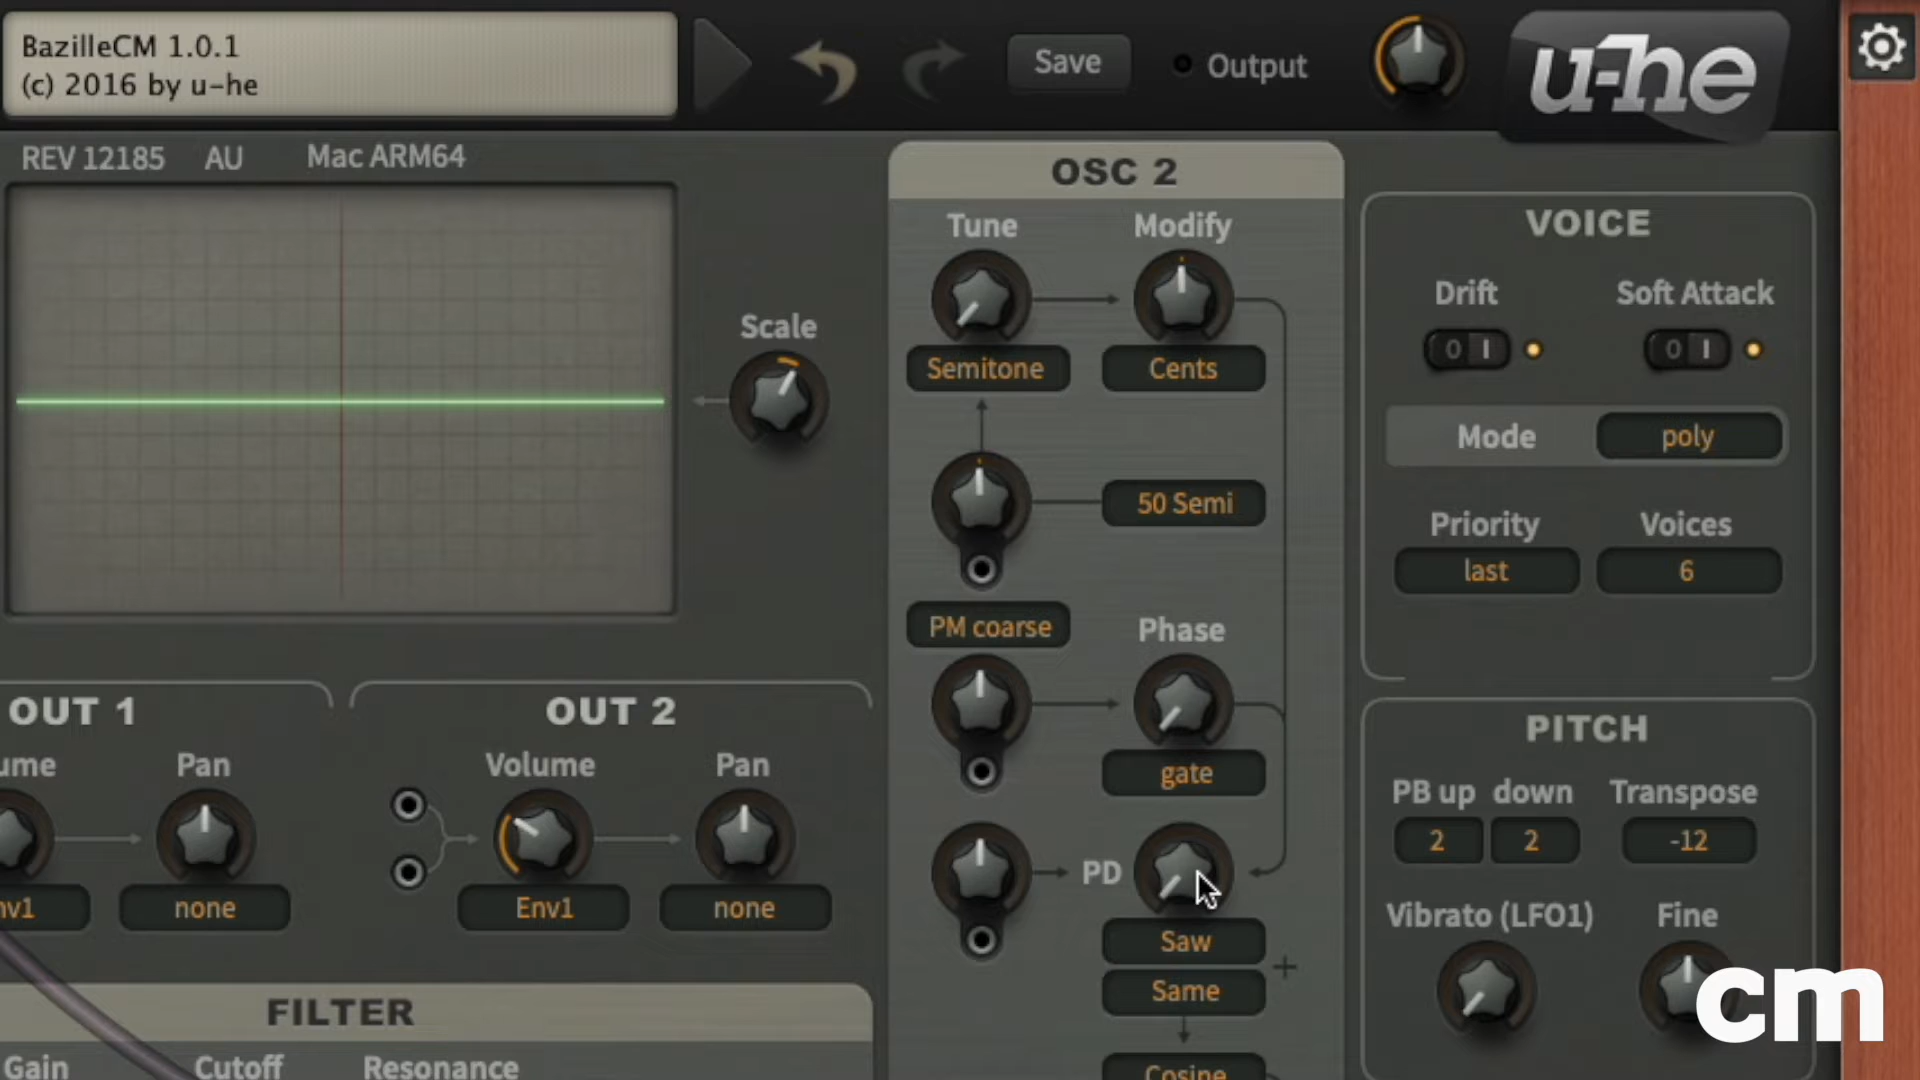 BazilleCM 1.0.1
(c) 2016 by u-he
Save
Output
u-he
REV 12185 AU Mac ARM64
Scale
OUT 1
OUT 2
Pan
Volume
Pan
none
Env1
none
FILTER
Gain
Cutoff
Resonance
OSC 2
Tune
Modify
Semitone
Cents
50 Semi
PM coarse
Phase
gate
PD
Saw
Same
Cosine
VOICE
Drift
Soft Attack
0 I
0 I
Mode
poly
Priority
Voices
last
6
PITCH
PB up
down
Transpose
2
2
-12
Vibrato (LFO1)
Fine
cm